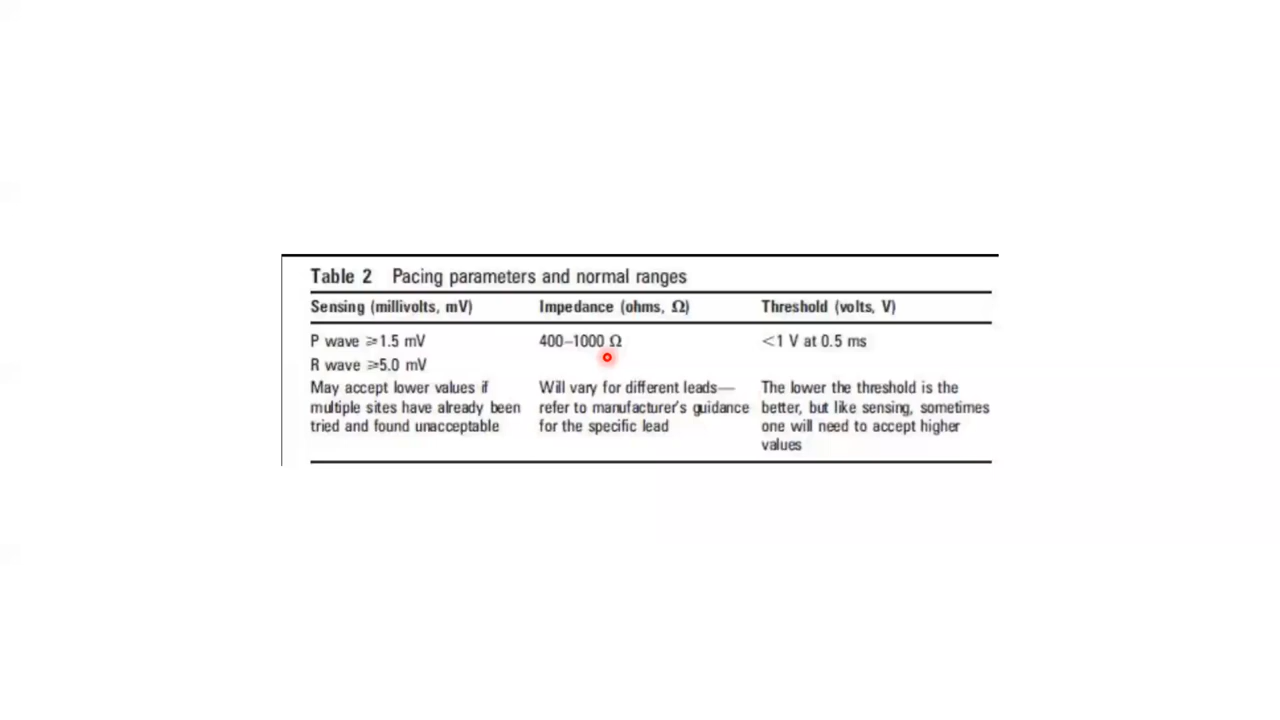 Table 2 Pacing parameters and normal ranges
Sensing (millivolts, mV) Impedance (ohms, Ω) Threshold (volts, V)
P wave ⩾1.5 mV 400–1000 Ω <1 V at 0.5 ms
R wave ⩾5.0 mV
May accept lower values if Will vary for different leads— The lower the threshold is the
multiple sites have already been refer to manufacturer's guidance better, but like sensing, sometimes
tried and found unacceptable for the specific lead one will need to accept higher
values